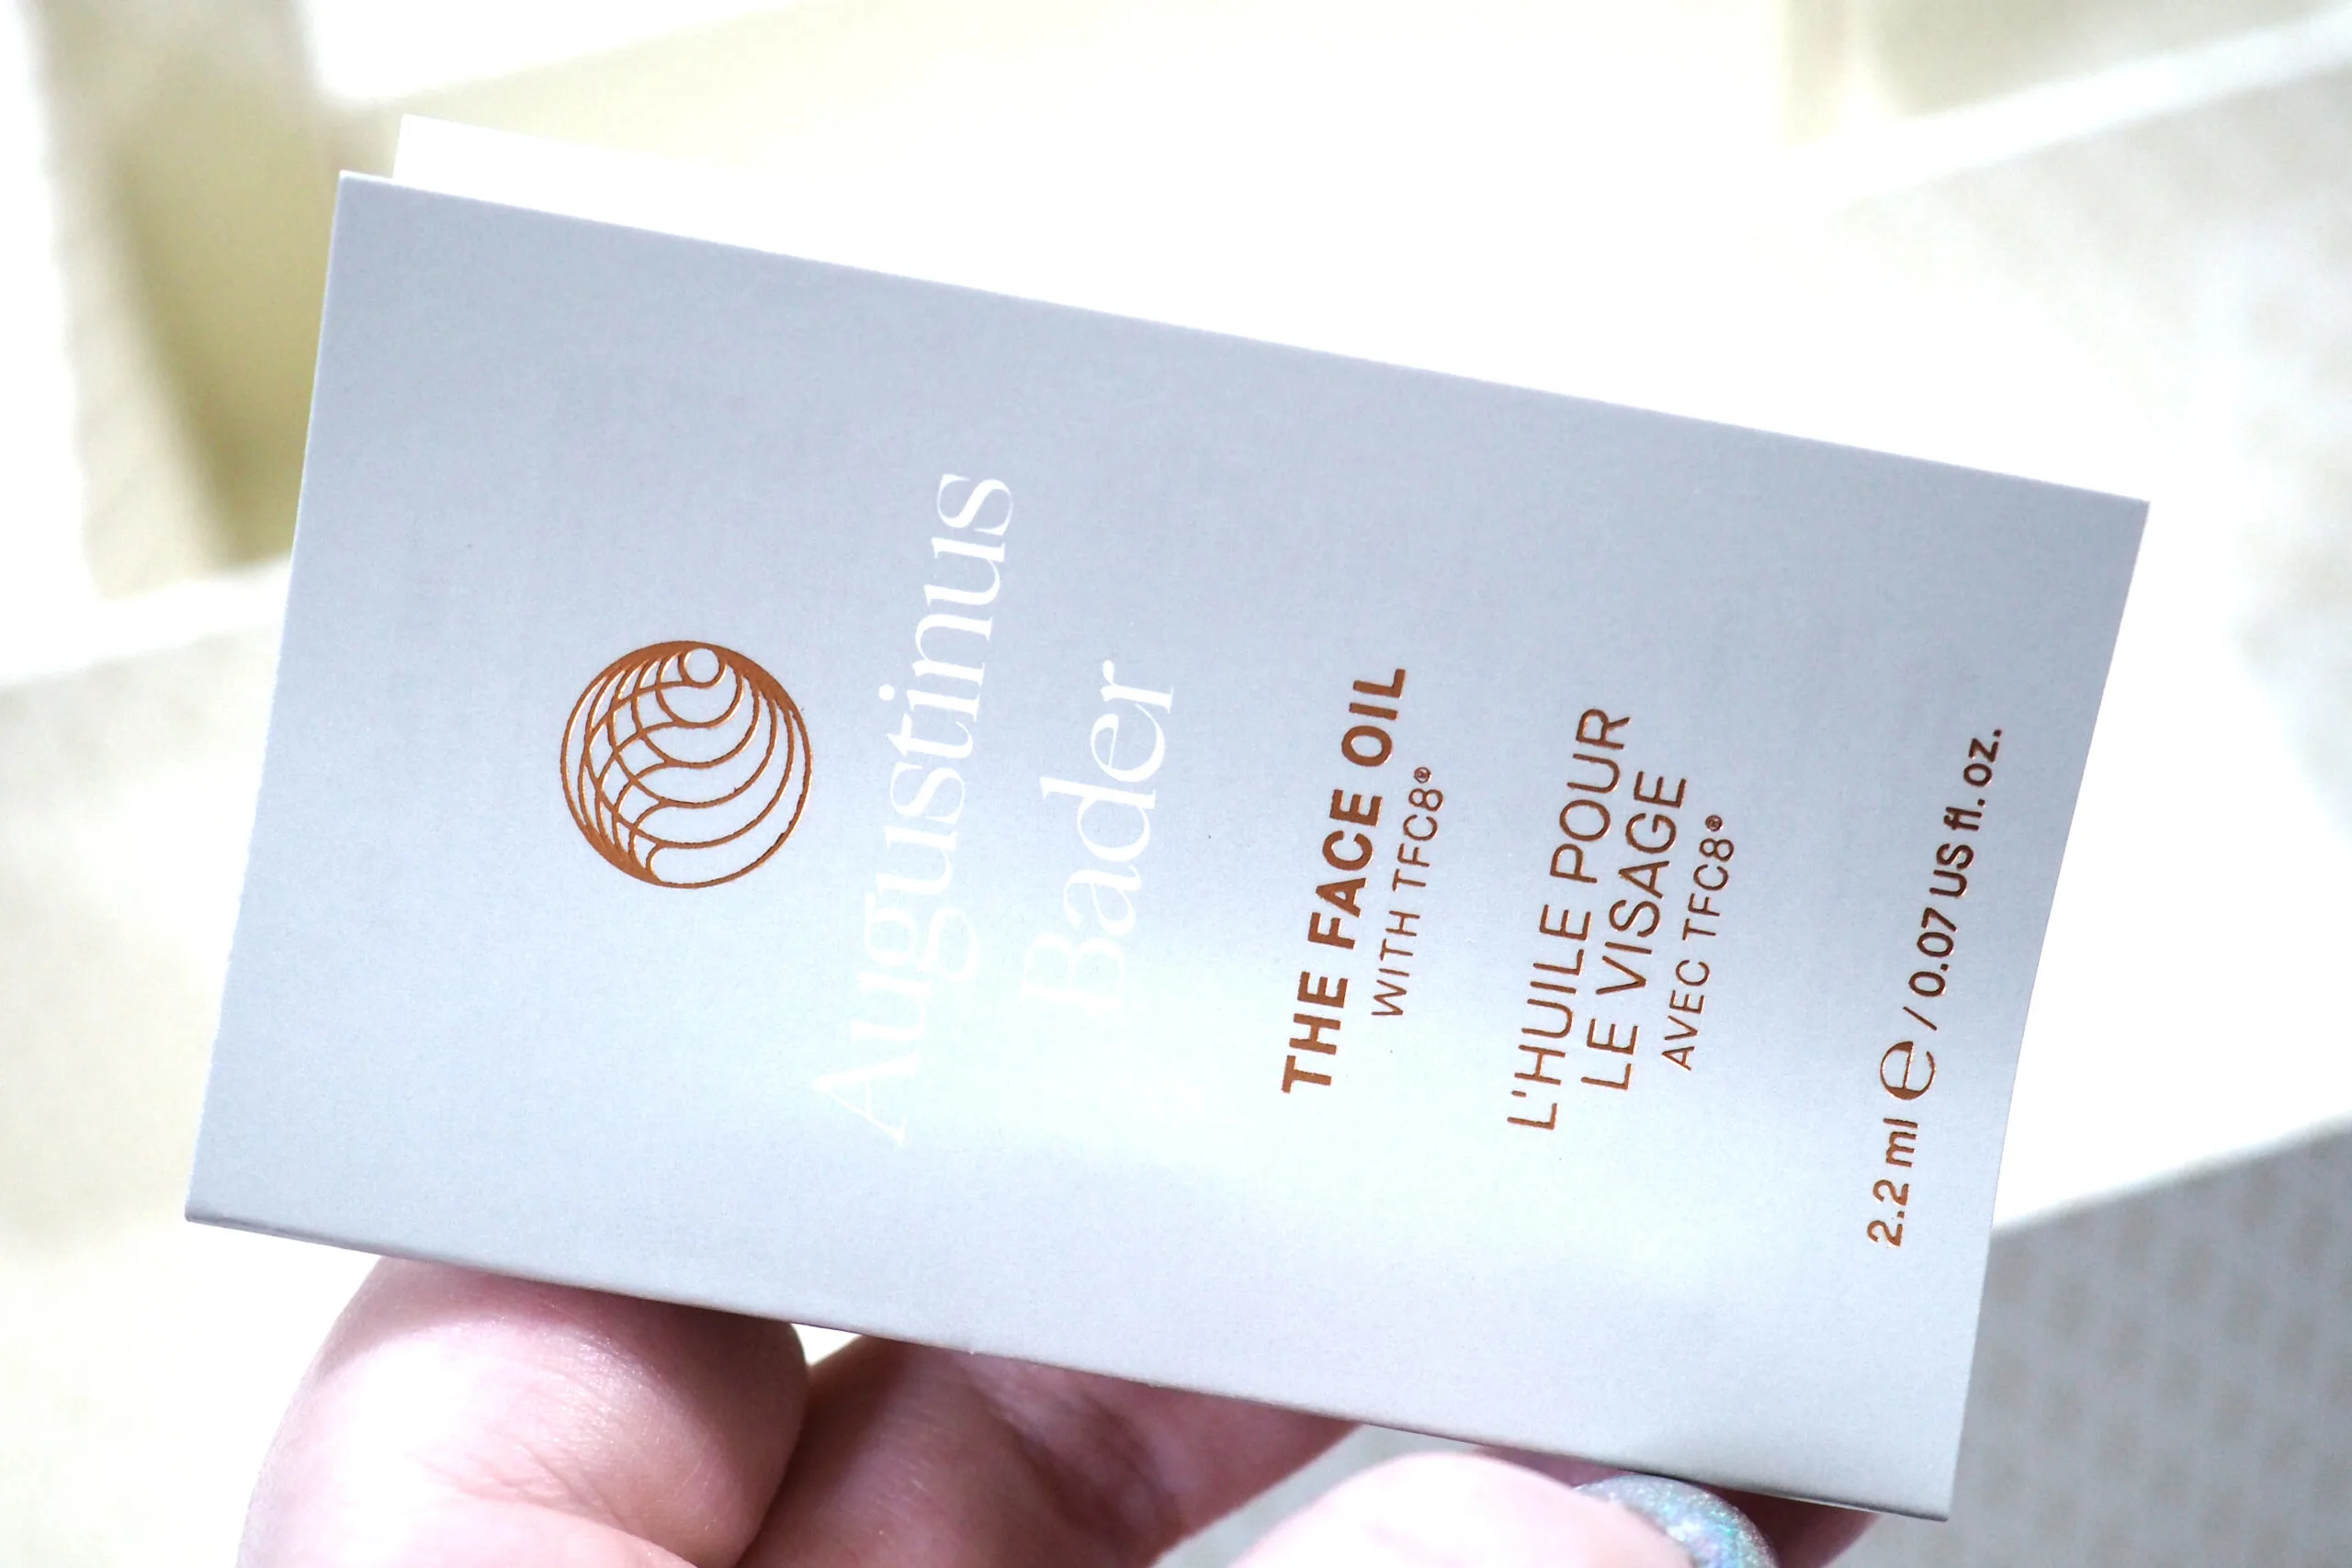 Augustinus
Bader
THE FACE OIL
WITH TFC8®
L'HUILE POUR
LE VISAGE
AVEC TFC8®
2.2 ml ℮ / 0.07 US fl. oz.